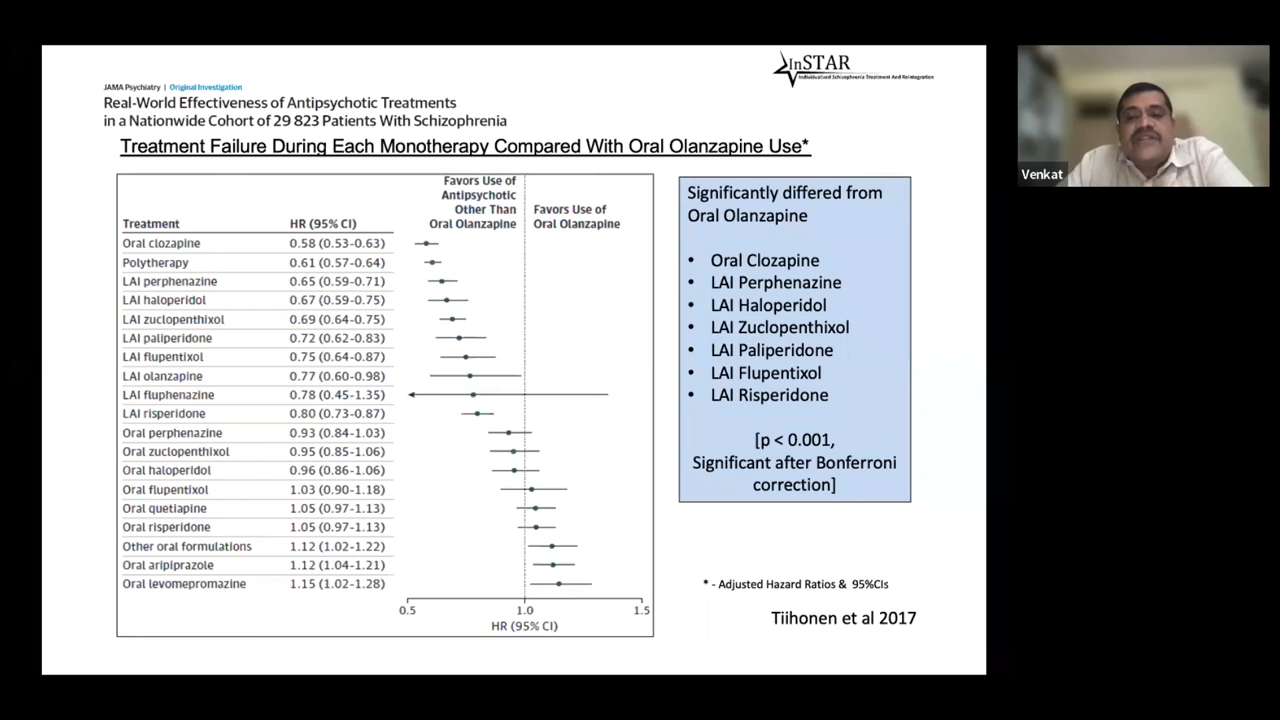 InSTAR
Individualised Schizophrenia Treatment And Reintegration
JAMA Psychiatry | Original Investigation
Real-World Effectiveness of Antipsychotic Treatments
in a Nationwide Cohort of 29 823 Patients With Schizophrenia
Treatment Failure During Each Monotherapy Compared With Oral Olanzapine Use*
Favors Use of
Antipsychotic
Other Than
Oral Olanzapine
Favors Use of
Oral Olanzapine
Treatment HR (95% CI)
Oral clozapine 0.58 (0.53-0.63)
Polytherapy 0.61 (0.57-0.64)
LAI perphenazine 0.65 (0.59-0.71)
LAI haloperidol 0.67 (0.59-0.75)
LAI zuclopenthixol 0.69 (0.64-0.75)
LAI paliperidone 0.72 (0.62-0.83)
LAI flupentixol 0.75 (0.64-0.87)
LAI olanzapine 0.77 (0.60-0.98)
LAI fluphenazine 0.78 (0.45-1.35)
LAI risperidone 0.80 (0.73-0.87)
Oral perphenazine 0.93 (0.84-1.03)
Oral zuclopenthixol 0.95 (0.85-1.06)
Oral haloperidol 0.96 (0.86-1.06)
Oral flupentixol 1.03 (0.90-1.18)
Oral quetiapine 1.05 (0.97-1.13)
Oral risperidone 1.05 (0.97-1.13)
Other oral formulations 1.12 (1.02-1.22)
Oral aripiprazole 1.12 (1.04-1.21)
Oral levomepromazine 1.15 (1.02-1.28)
0.5 1.0 1.5
HR (95% CI)
Significantly differed from
Oral Olanzapine
• Oral Clozapine
• LAI Perphenazine
• LAI Haloperidol
• LAI Zuclopenthixol
• LAI Paliperidone
• LAI Flupentixol
• LAI Risperidone
[p < 0.001,
Significant after Bonferroni
correction]
* - Adjusted Hazard Ratios & 95%CIs
Tiihonen et al 2017
Venkat